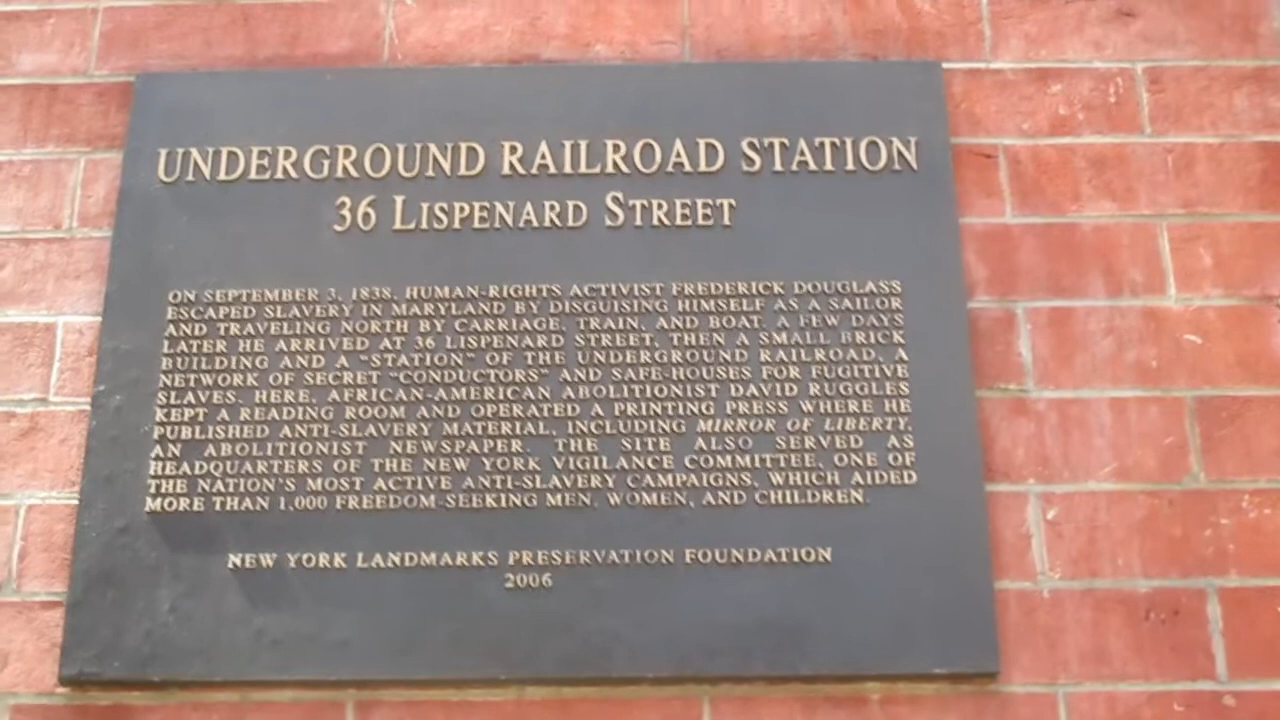 UNDERGROUND RAILROAD STATION
36 LISPENARD STREET
ON SEPTEMBER 3, 1838, HUMAN-RIGHTS ACTIVIST FREDERICK DOUGLASS
ESCAPED SLAVERY IN MARYLAND BY DISGUISING HIMSELF AS A SAILOR
AND TRAVELING NORTH BY CARRIAGE, TRAIN, AND BOAT. A FEW DAYS
LATER HE ARRIVED AT 36 LISPENARD STREET, THEN A SMALL BRICK
BUILDING AND A "STATION" OF THE UNDERGROUND RAILROAD, A
NETWORK OF SECRET "CONDUCTORS" AND SAFE-HOUSES FOR FUGITIVE
SLAVES. HERE, AFRICAN-AMERICAN ABOLITIONIST DAVID RUGGLES
KEPT A READING ROOM AND OPERATED A PRINTING PRESS WHERE HE
PUBLISHED ANTI-SLAVERY MATERIAL, INCLUDING MIRROR OF LIBERTY,
AN ABOLITIONIST NEWSPAPER. THE SITE ALSO SERVED AS
HEADQUARTERS OF THE NEW YORK VIGILANCE COMMITTEE, ONE OF
THE NATION'S MOST ACTIVE ANTI-SLAVERY CAMPAIGNS, WHICH AIDED
MORE THAN 1,000 FREEDOM-SEEKING MEN, WOMEN, AND CHILDREN.
NEW YORK LANDMARKS PRESERVATION FOUNDATION
2006